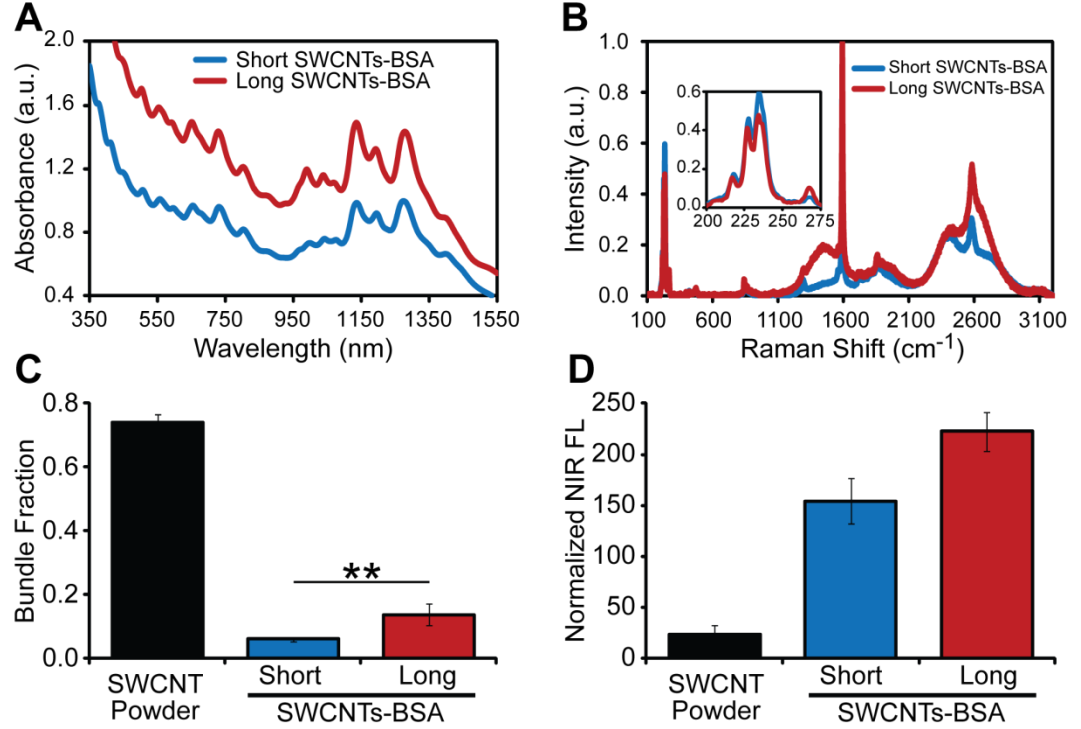 A
2.0
1.6
1.2
0.8
0.4
Absorbance (a.u.)
Short SWCNTs-BSA
Long SWCNTs-BSA
350 550 750 950 1150 1350 1550
Wavelength (nm)
B
1.0
0.8
0.6
0.4
0.2
0.0
Intensity (a.u.)
Short SWCNTs-BSA
Long SWCNTs-BSA
0.6
0.4
0.2
0.0
200 225 250 275
100 600 1100 1600 2100 2600 3100
Raman Shift (cm-1)
C
0.8
0.6
0.4
0.2
0.0
Bundle Fraction
**
SWCNT
Powder
Short Long
SWCNTs-BSA
D
250
200
150
100
50
0
Normalized NIR FL
SWCNT
Powder
Short Long
SWCNTs-BSA